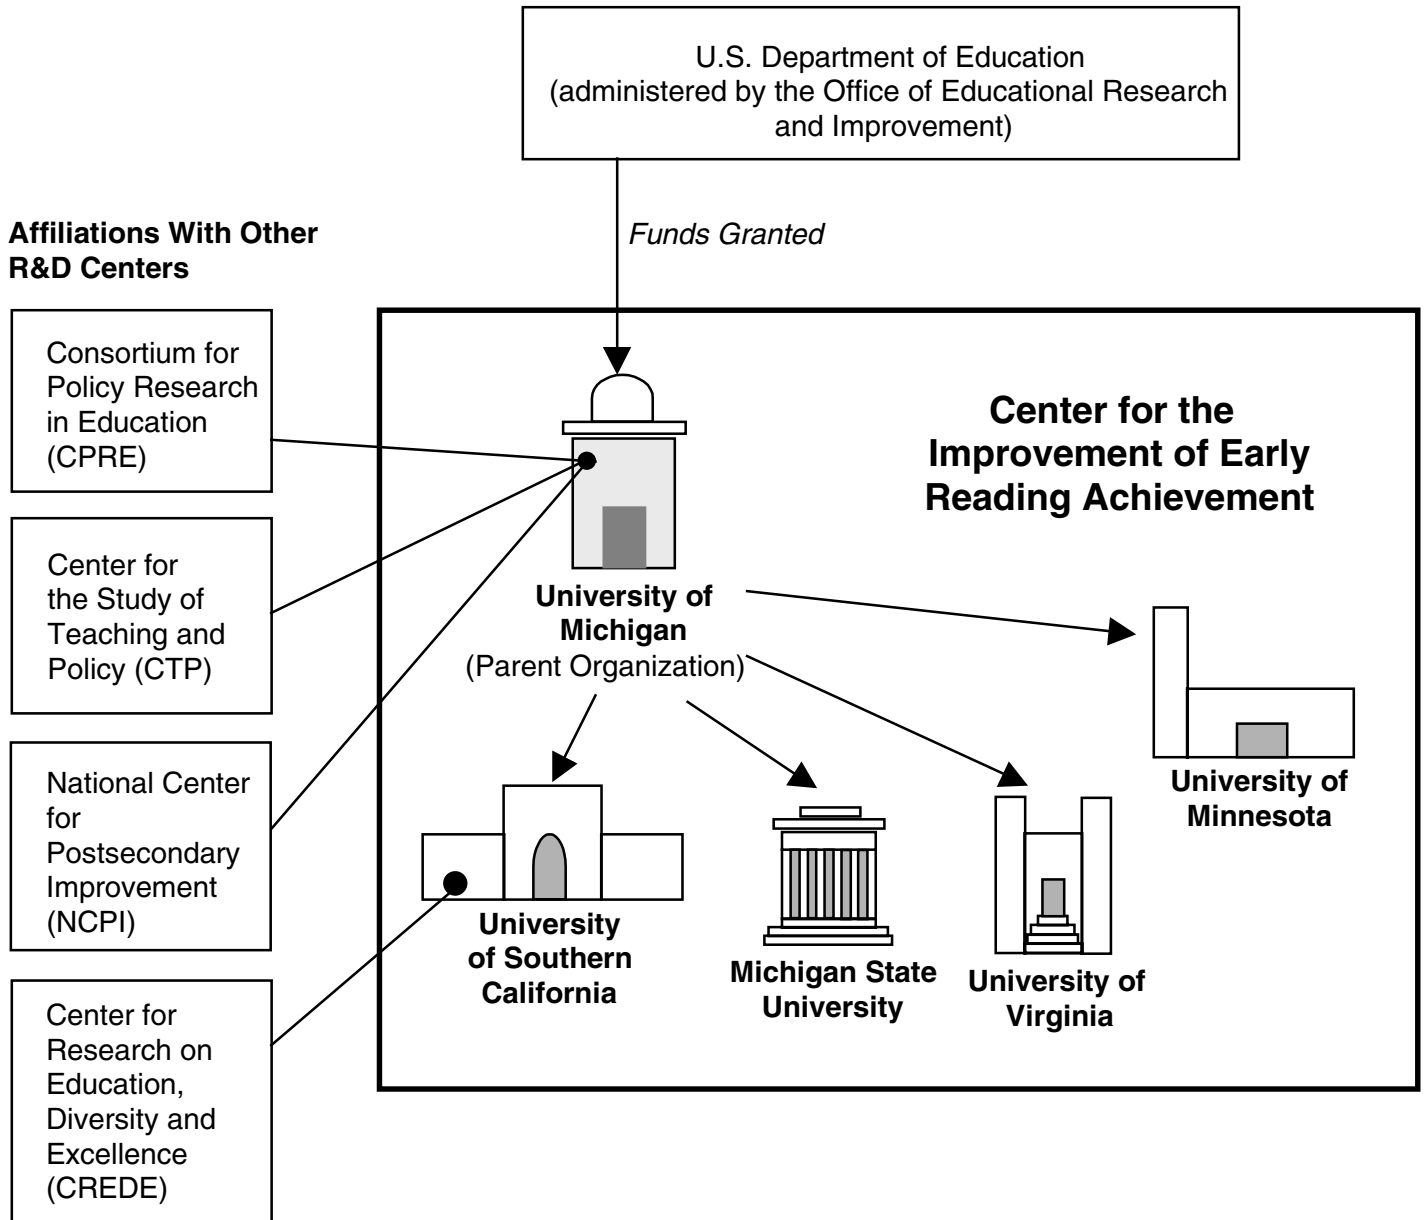 U.S. Department of Education
(administered by the Office of Educational Research
and Improvement)
Funds Granted
Affiliations With Other
R&D Centers
Consortium for
Policy Research
in Education
(CPRE)
Center for
the Study of
Teaching and
Policy (CTP)
National Center
for
Postsecondary
Improvement
(NCPI)
Center for
Research on
Education,
Diversity and
Excellence
(CREDE)
Center for the
Improvement of Early
Reading Achievement
University of
Michigan
(Parent Organization)
University of
Minnesota
University
of Southern
California
Michigan State
University
University of
Virginia